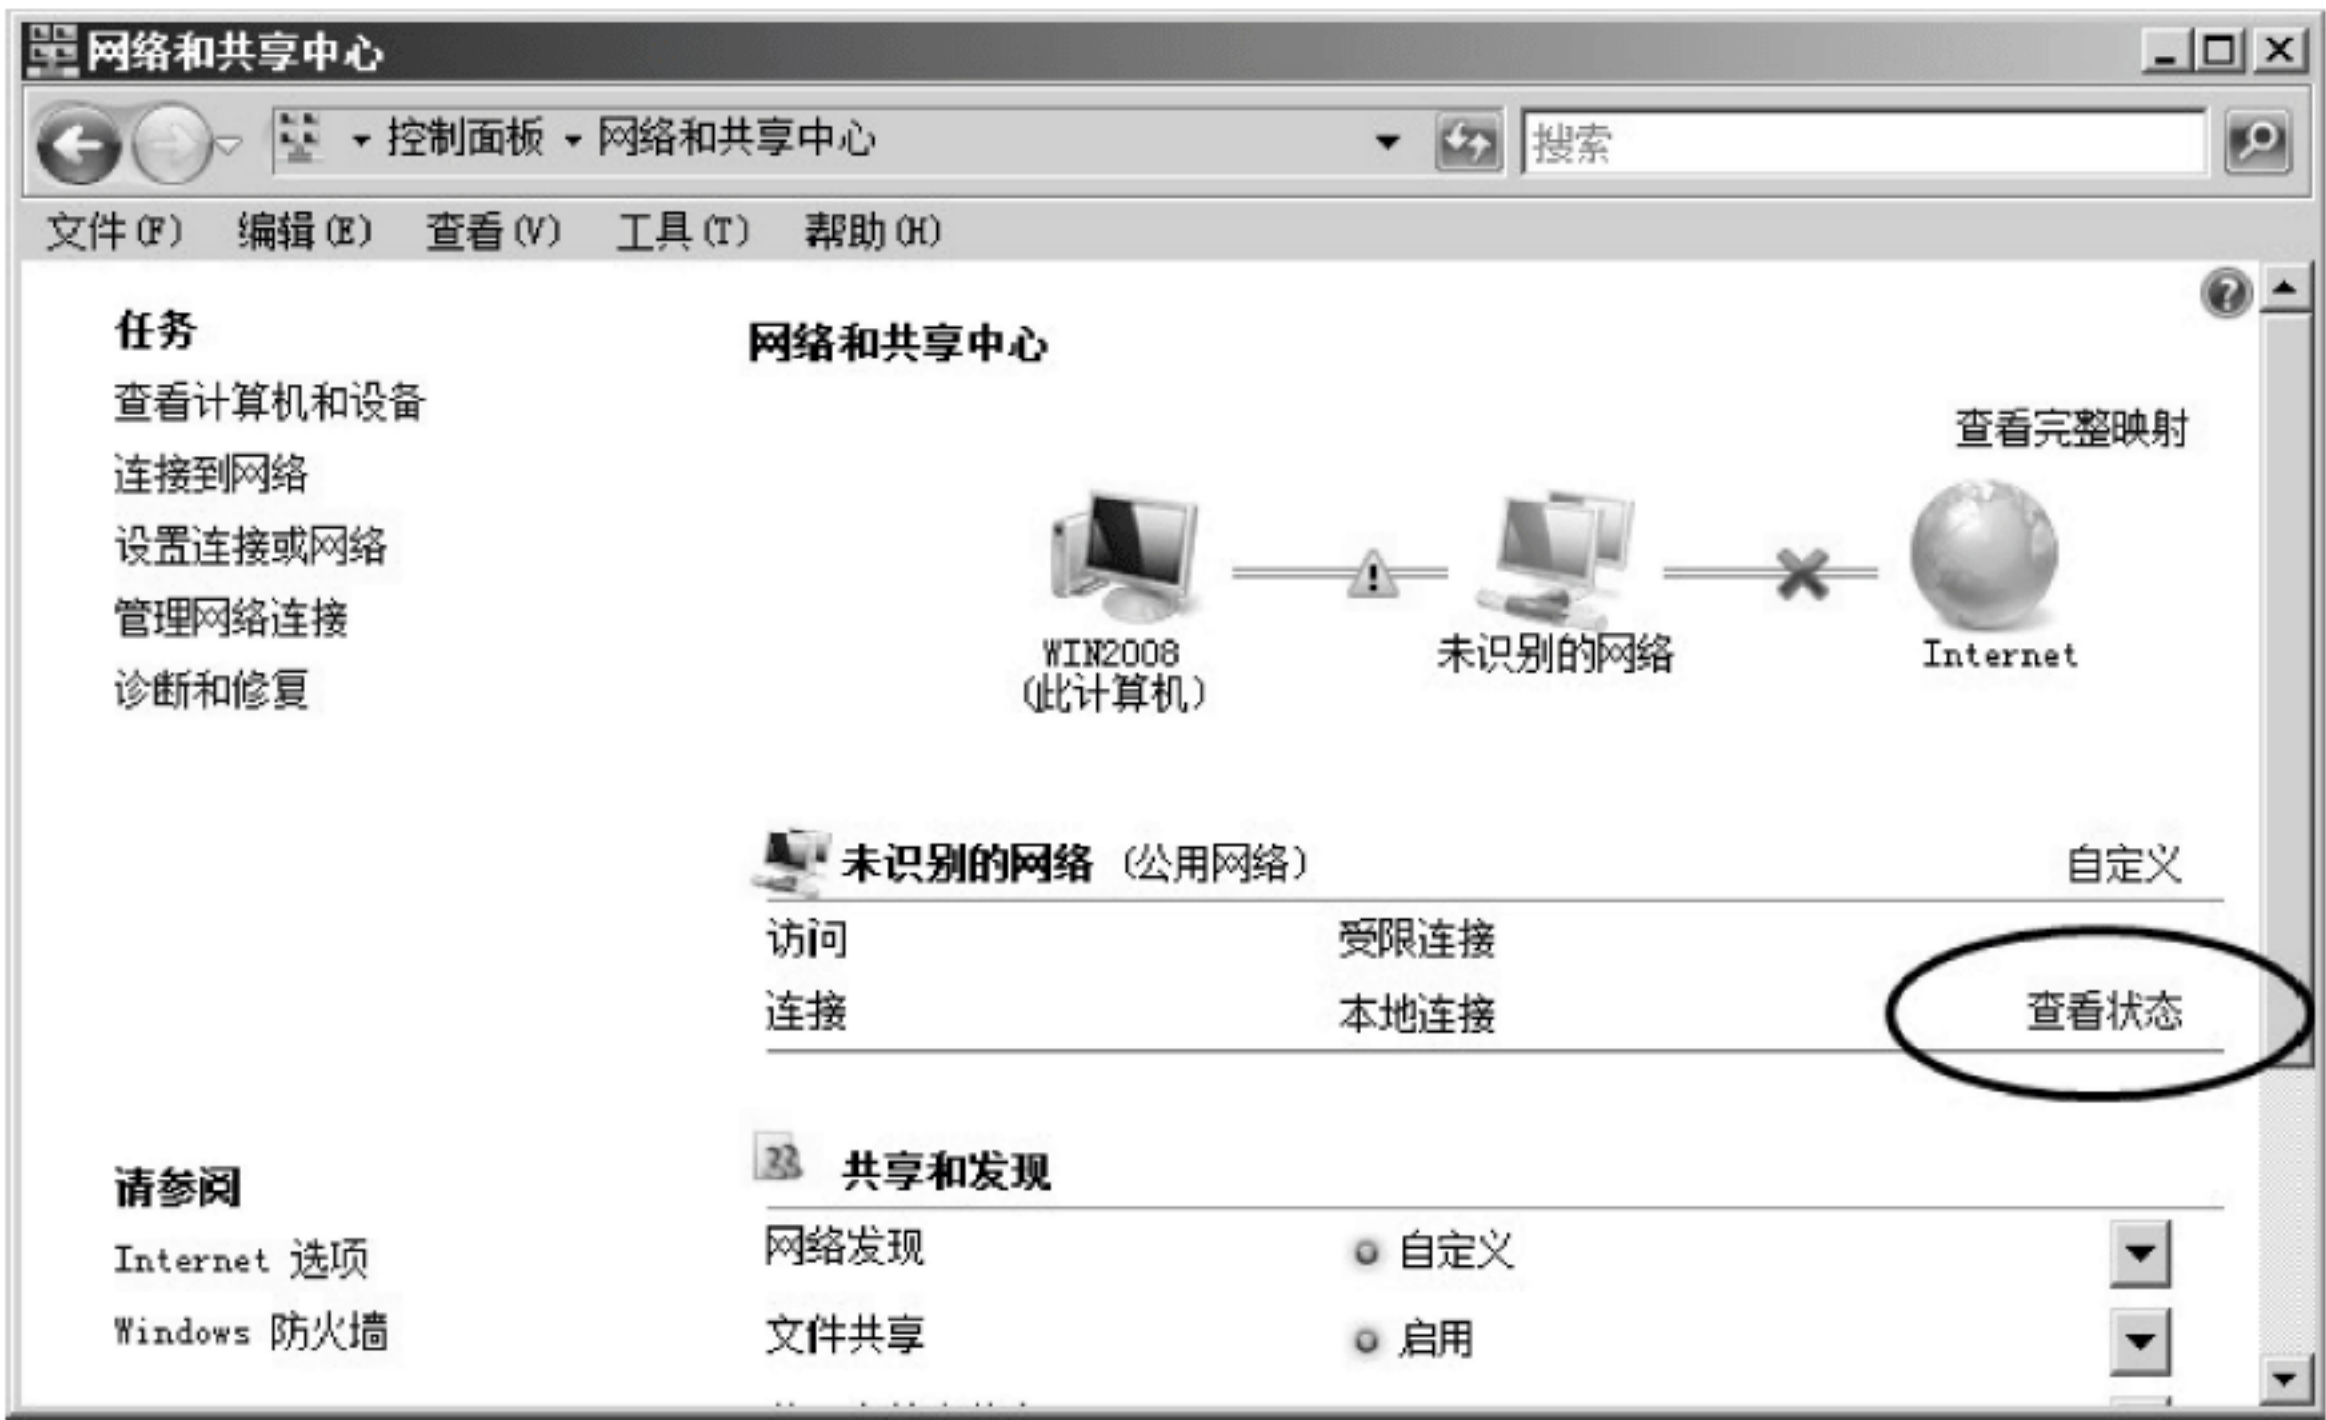 网络和共享中心
控制面板 网络和共享中心
搜索
文件(F) 编辑(E) 查看(V) 工具(T) 帮助(H)
任务
查看计算机和设备
连接到网络
设置连接或网络
管理网络连接
诊断和修复
请参阅
Internet 选项
Windows 防火墙
网络和共享中心
查看完整映射
WIN2008
(此计算机)
未识别的网络
Internet
未识别的网络 (公用网络)
自定义
访问 受限连接
连接 本地连接 查看状态
共享和发现
网络发现 自定义
文件共享 启用